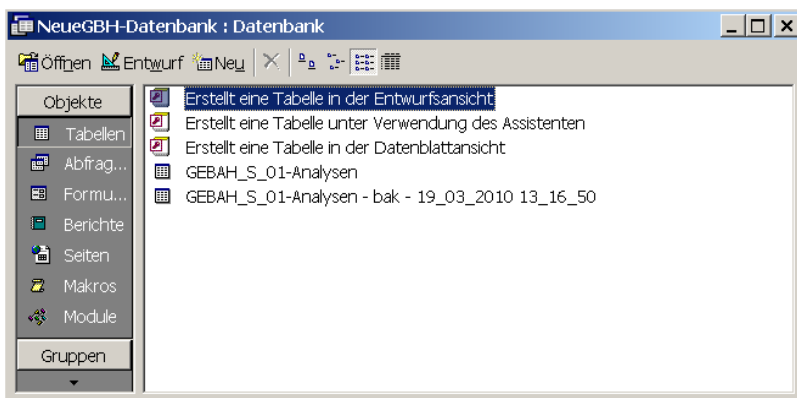 NeueGBH-Datenbank : Datenbank
Öffnen Entwurf Neu
Objekte
Tabellen
Abfrag...
Formu...
Berichte
Seiten
Makros
Module
Gruppen
Erstellt eine Tabelle in der Entwurfsansicht
Erstellt eine Tabelle unter Verwendung des Assistenten
Erstellt eine Tabelle in der Datenblattansicht
GEBAH_S_01-Analysen
GEBAH_S_01-Analysen - bak - 19_03_2010 13_16_50